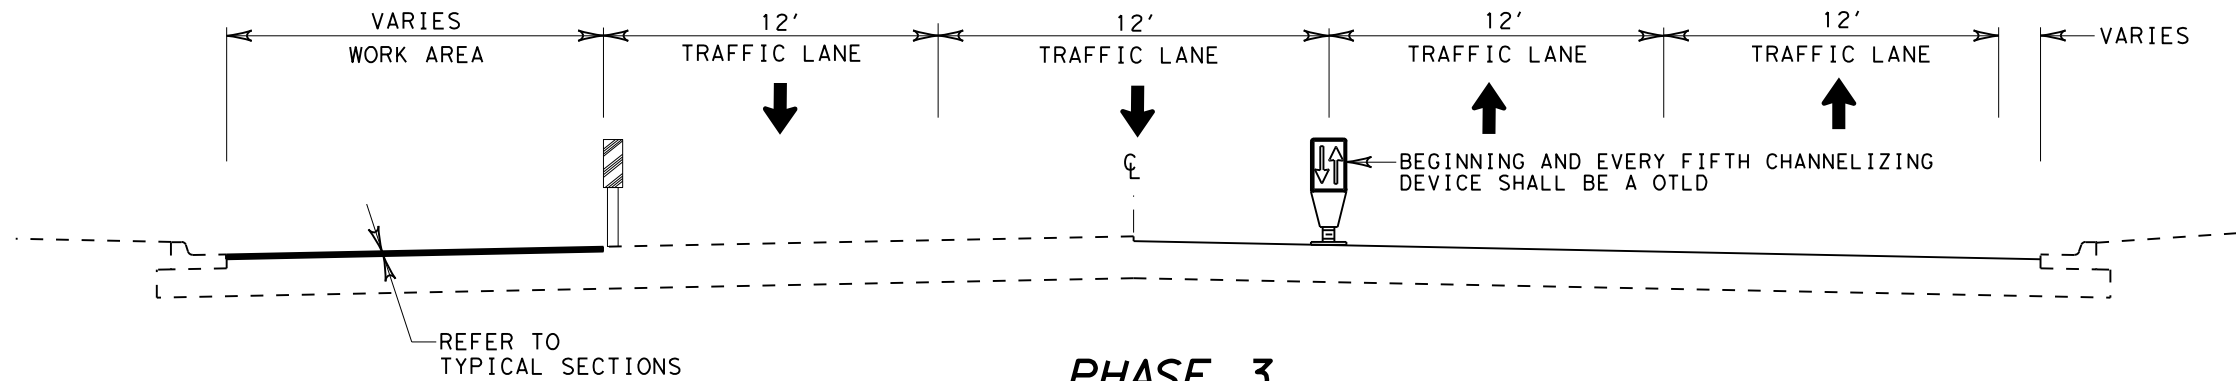 VARIES
WORK AREA
12'
TRAFFIC LANE
12'
TRAFFIC LANE
12'
TRAFFIC LANE
12'
TRAFFIC LANE
VARIES
℄
BEGINNING AND EVERY FIFTH CHANNELIZING
DEVICE SHALL BE A OTLD
REFER TO
TYPICAL SECTIONS
PHASE 3